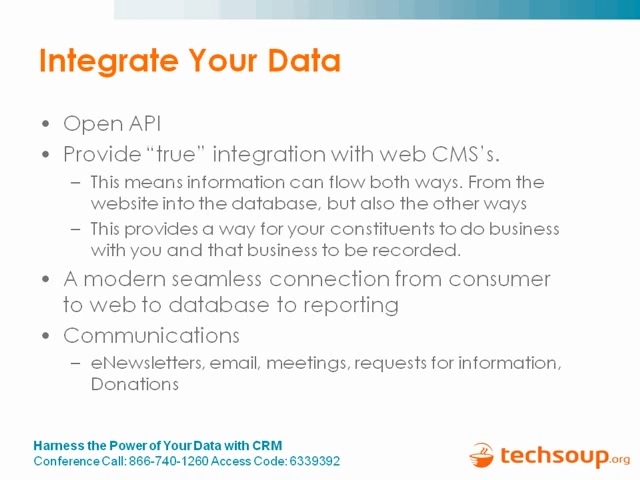 Integrate Your Data
• Open API
• Provide “true” integration with web CMS’s.
– This means information can flow both ways. From the
website into the database, but also the other ways
– This provides a way for your constituents to do business
with you and that business to be recorded.
• A modern seamless connection from consumer
to web to database to reporting
• Communications
– eNewsletters, email, meetings, requests for information,
Donations
Harness the Power of Your Data with CRM
Conference Call: 866-740-1260 Access Code: 6339392
techsoup.org